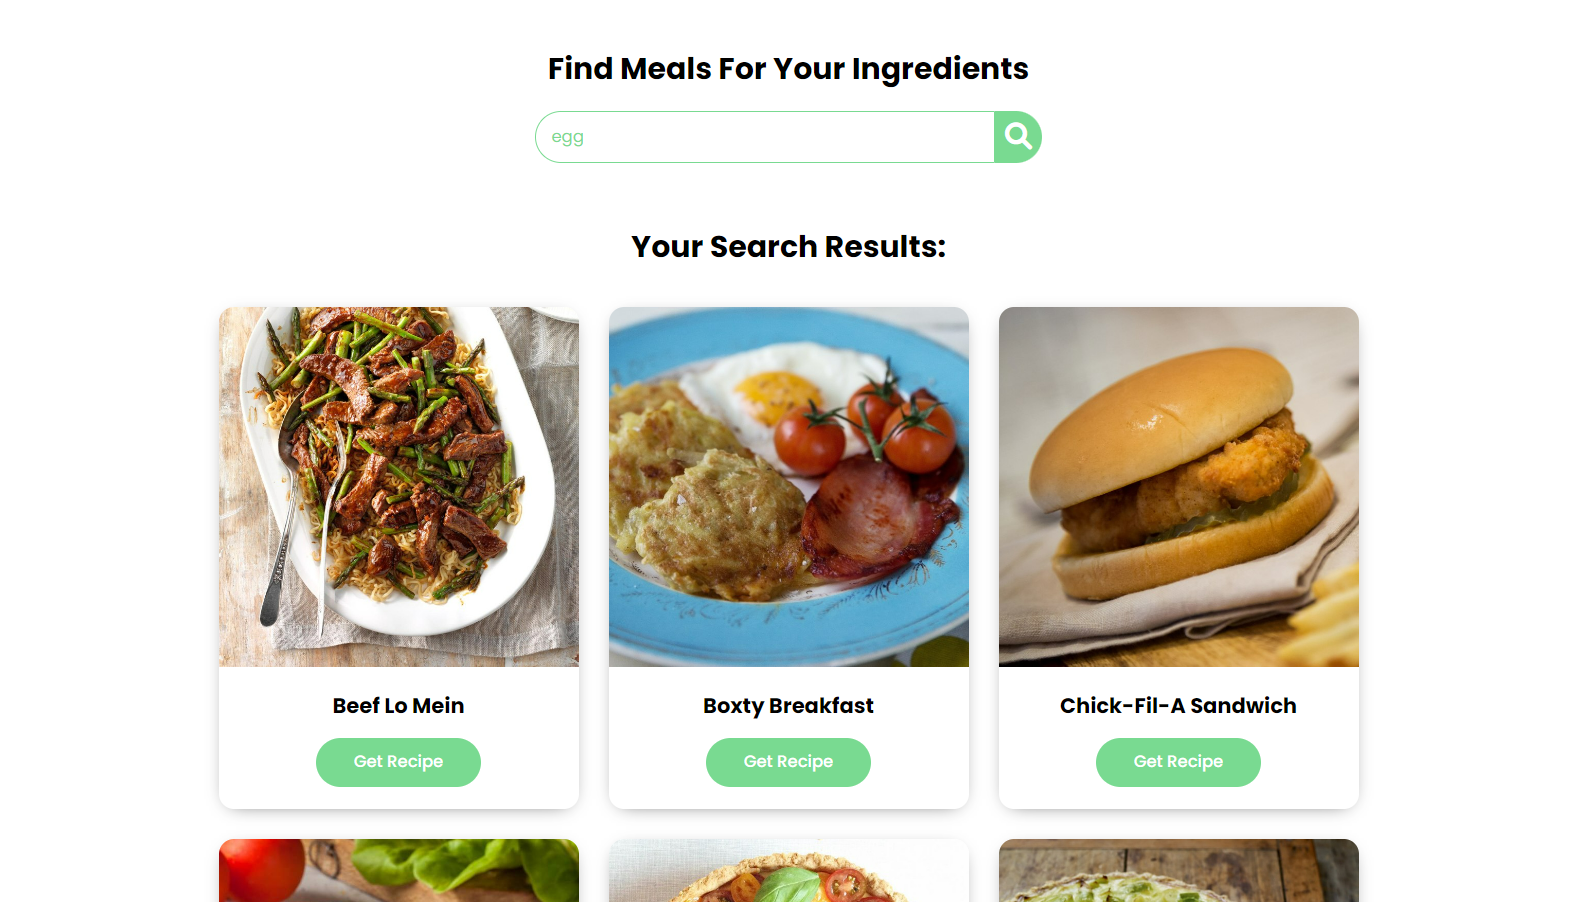 Find Meals For Your Ingredients
egg
Your Search Results:
Beef Lo Mein
Boxty Breakfast
Chick-Fil-A Sandwich
Get Recipe
Get Recipe
Get Recipe